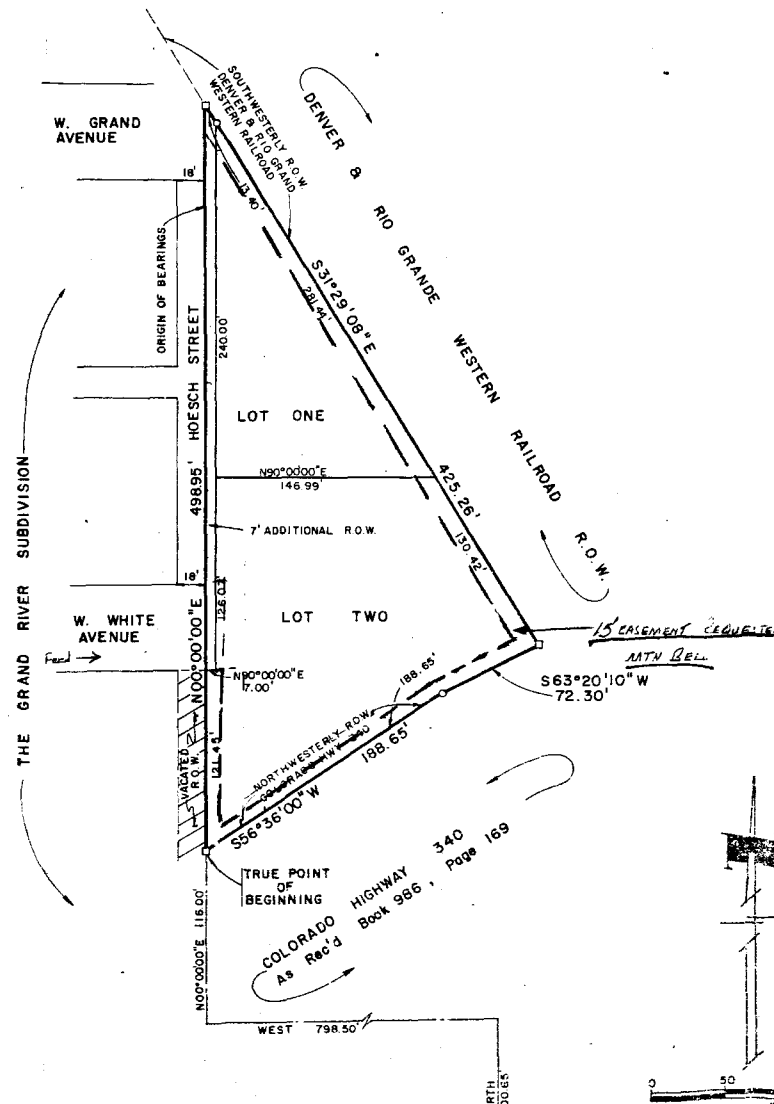 W. GRAND
AVENUE
SOUTHWESTERLY R.O.W.
DENVER & RIO GRAND
WESTERN RAILROAD
DENVER & RIO GRANDE WESTERN RAILROAD R.O.W.
18'
13.40'
ORIGIN OF BEARINGS
HOESCH STREET
240.00'
281.44'
S31°29'08"E
LOT ONE
N90°00'00"E
146.99'
498.95'
425.26'
7' ADDITIONAL R.O.W.
130.42'
THE GRAND RIVER SUBDIVISION
18'
126.07'
W. WHITE
AVENUE
LOT TWO
N00°00'00"E
15' EASEMENT REQUESTE
MTN BELL
N90°00'00"E
7.00'
S63°20'10"W
72.30'
188.65'
VACATED
R.O.W.
121.45'
NORTHWESTERLY R.O.W.
COLORADO HWY 340
188.65'
S56°36'00"W
TRUE POINT
OF
BEGINNING
COLORADO HIGHWAY 340
As Rec'd Book 986, Page 169
N00°00'00"E 116.00'
WEST 798.50'
0 50